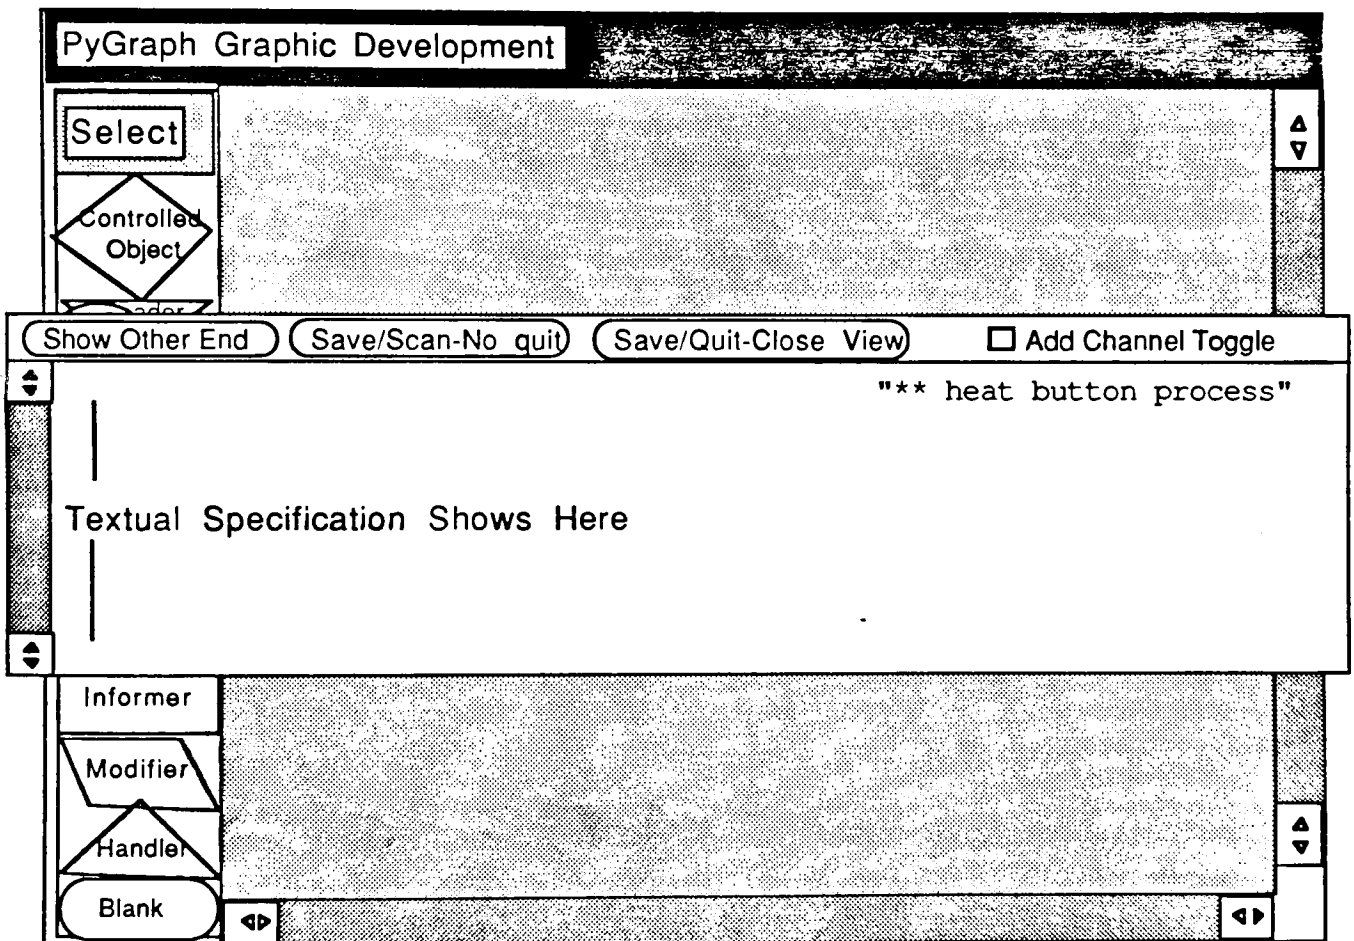 PyGraph Graphic Development
Select
Controlled
Object
Show Other End
Save/Scan-No quit
Save/Quit-Close View
Add Channel Toggle
"** heat button process"
Textual Specification Shows Here
Informer
Modifier
Handler
Blank